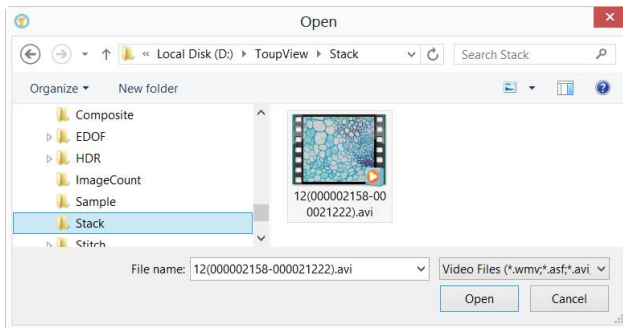 Open
« Local Disk (D:) ToupView Stack
Search Stack
Organize
New folder
Composite
EDOF
HDR
ImageCount
Sample
Stack
Stitch
12(000002158-00
0021222).avi
File name: 12(000002158-000021222).avi
Video Files (*.wmv;*.asf;*.avi
Open
Cancel